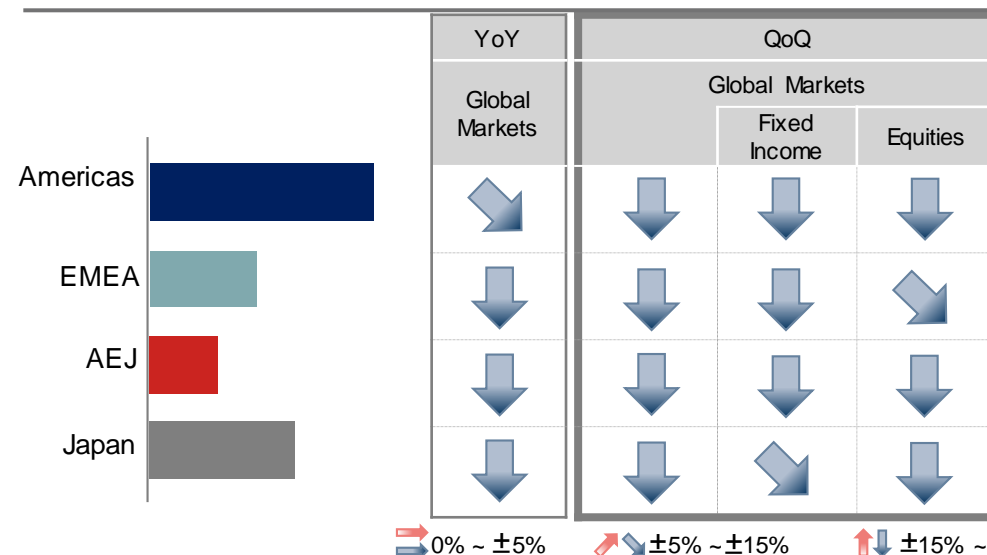 YoY
QoQ
Global
Markets
Global Markets
Fixed
Income
Equities
Americas
EMEA
AEJ
Japan
0% ~ ±5%
±5% ~ ±15%
±15% ~